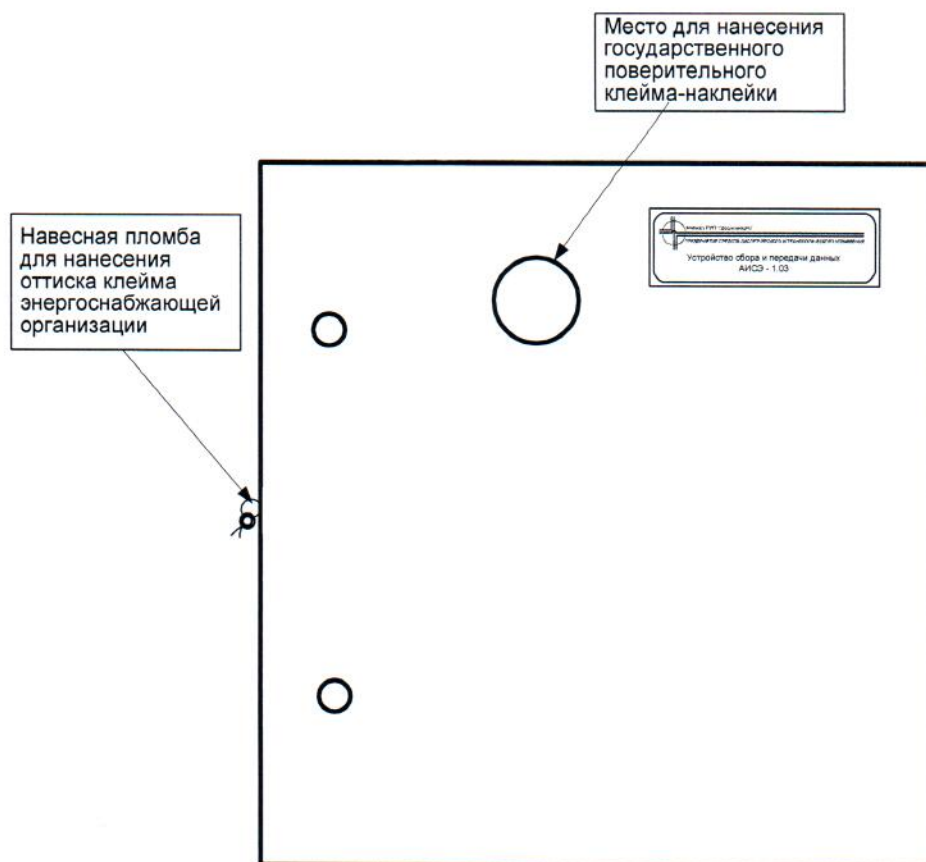 Место для нанесения
государственного
поверительного
клейма-наклейки
Навесная пломба
для нанесения
оттиска клейма
энергоснабжающей
организации
Устройство сбора и передачи данных
АИСЭ - 1.03